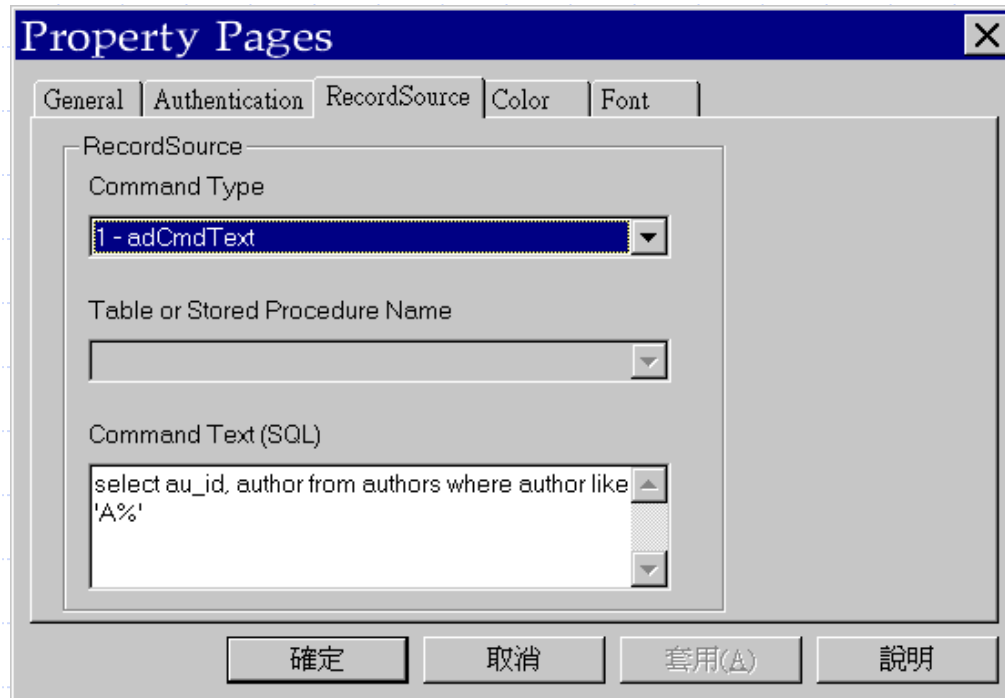 Property Pages
General Authentication RecordSource Color Font
RecordSource
Command Type
1 - adCmdText
Table or Stored Procedure Name
Command Text (SQL)
select au_id, author from authors where author like
'A%'
確定 取消 套用(A) 說明